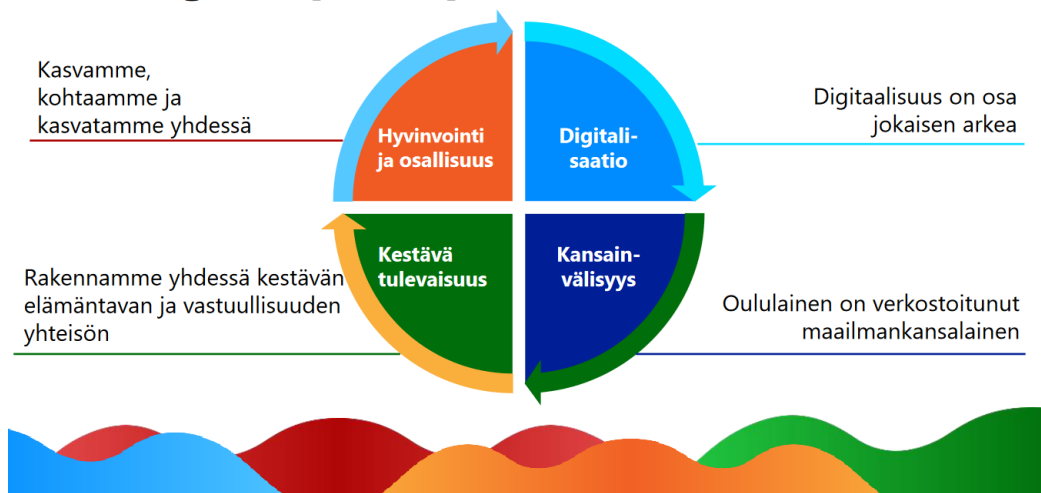 Kasvamme,
kohtaamme ja
kasvatamme yhdessä
Hyvinvointi
ja osallisuus
Digitali-
saatio
Digitaalisuus on osa
jokaisen arkea
Rakennamme yhdessä kestävän
elämäntavan ja vastuullisuuden
yhteisön
Kestävä
tulevaisuus
Kansain-
välisyys
Oululainen on verkostoitunut
maailmankansalainen